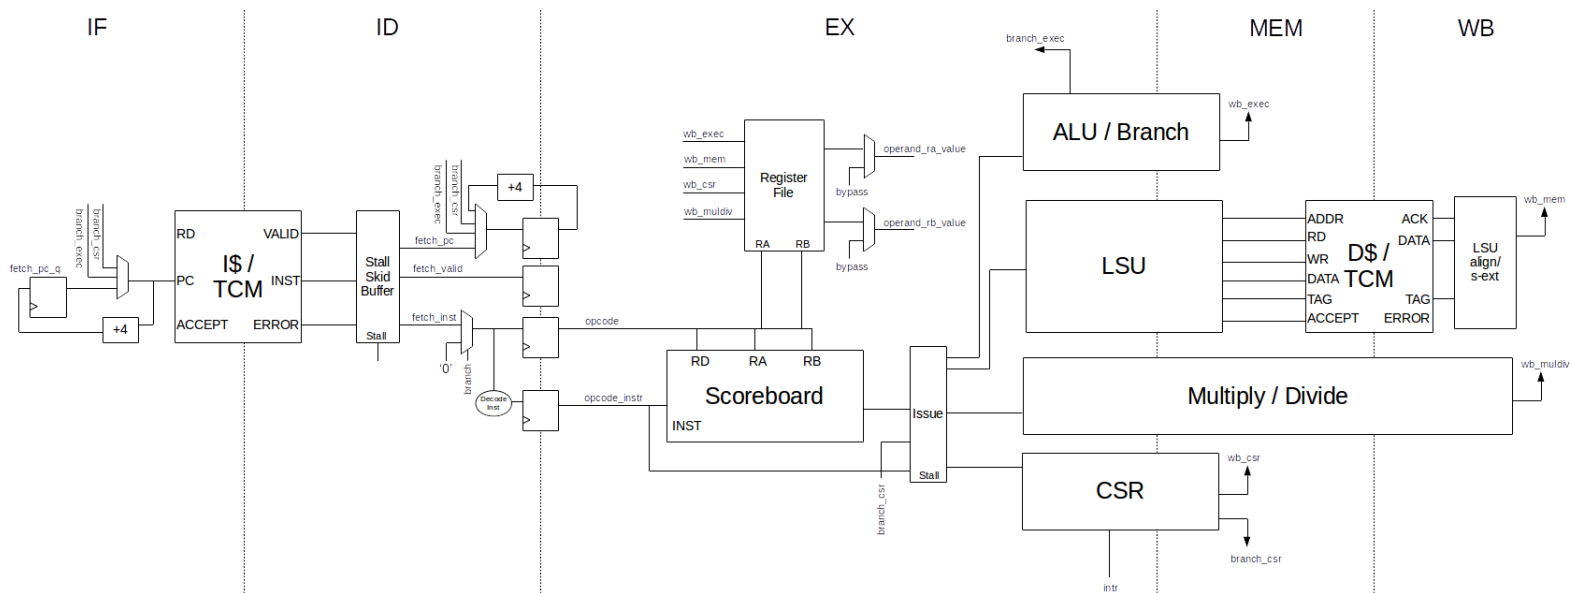 IF
ID
EX
MEM
WB
branch_exec
branch_csr
fetch_pc_q
+4
RD
PC
ACCEPT
I$ /
TCM
VALID
INST
ERROR
Stall
Skid
Buffer
Stall
branch_exec
branch_csr
+4
fetch_pc
fetch_valid
fetch_inst
'0'
branch
Decode
Inst
opcode
opcode_instr
wb_exec
wb_mem
wb_csr
wb_muldiv
Register
File
RA
RB
operand_ra_value
bypass
operand_rb_value
bypass
RD
RA
RB
Scoreboard
INST
Issue
Stall
branch_csr
branch_exec
ALU / Branch
wb_exec
LSU
ADDR
RD
WR
DATA
TAG
ACCEPT
D$ /
TCM
ACK
DATA
TAG
ERROR
LSU
align/
s-ext
wb_mem
Multiply / Divide
wb_muldiv
CSR
wb_csr
branch_csr
intr